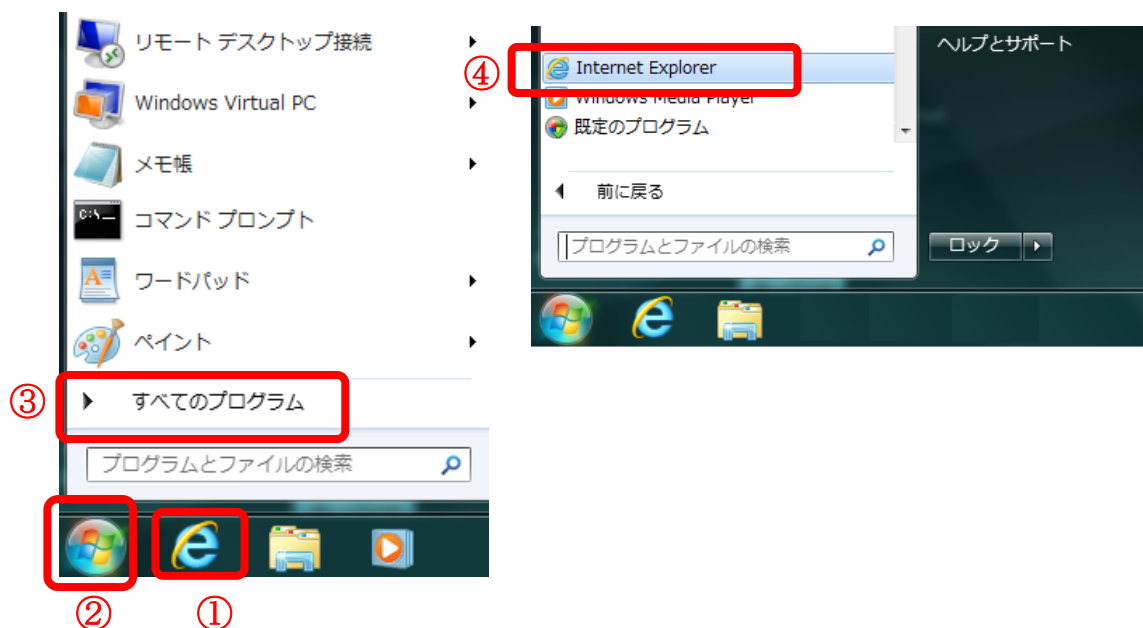 リモート デスクトップ接続
Windows Virtual PC
メモ帳
C:\_
コマンド プロンプト
ワードパッド
A
ペイント
③
すべてのプログラム
プログラムとファイルの検索
②
①
ヘルプとサポート
④
Internet Explorer
Windows Media Player
既定のプログラム
前に戻る
プログラムとファイルの検索
ロック